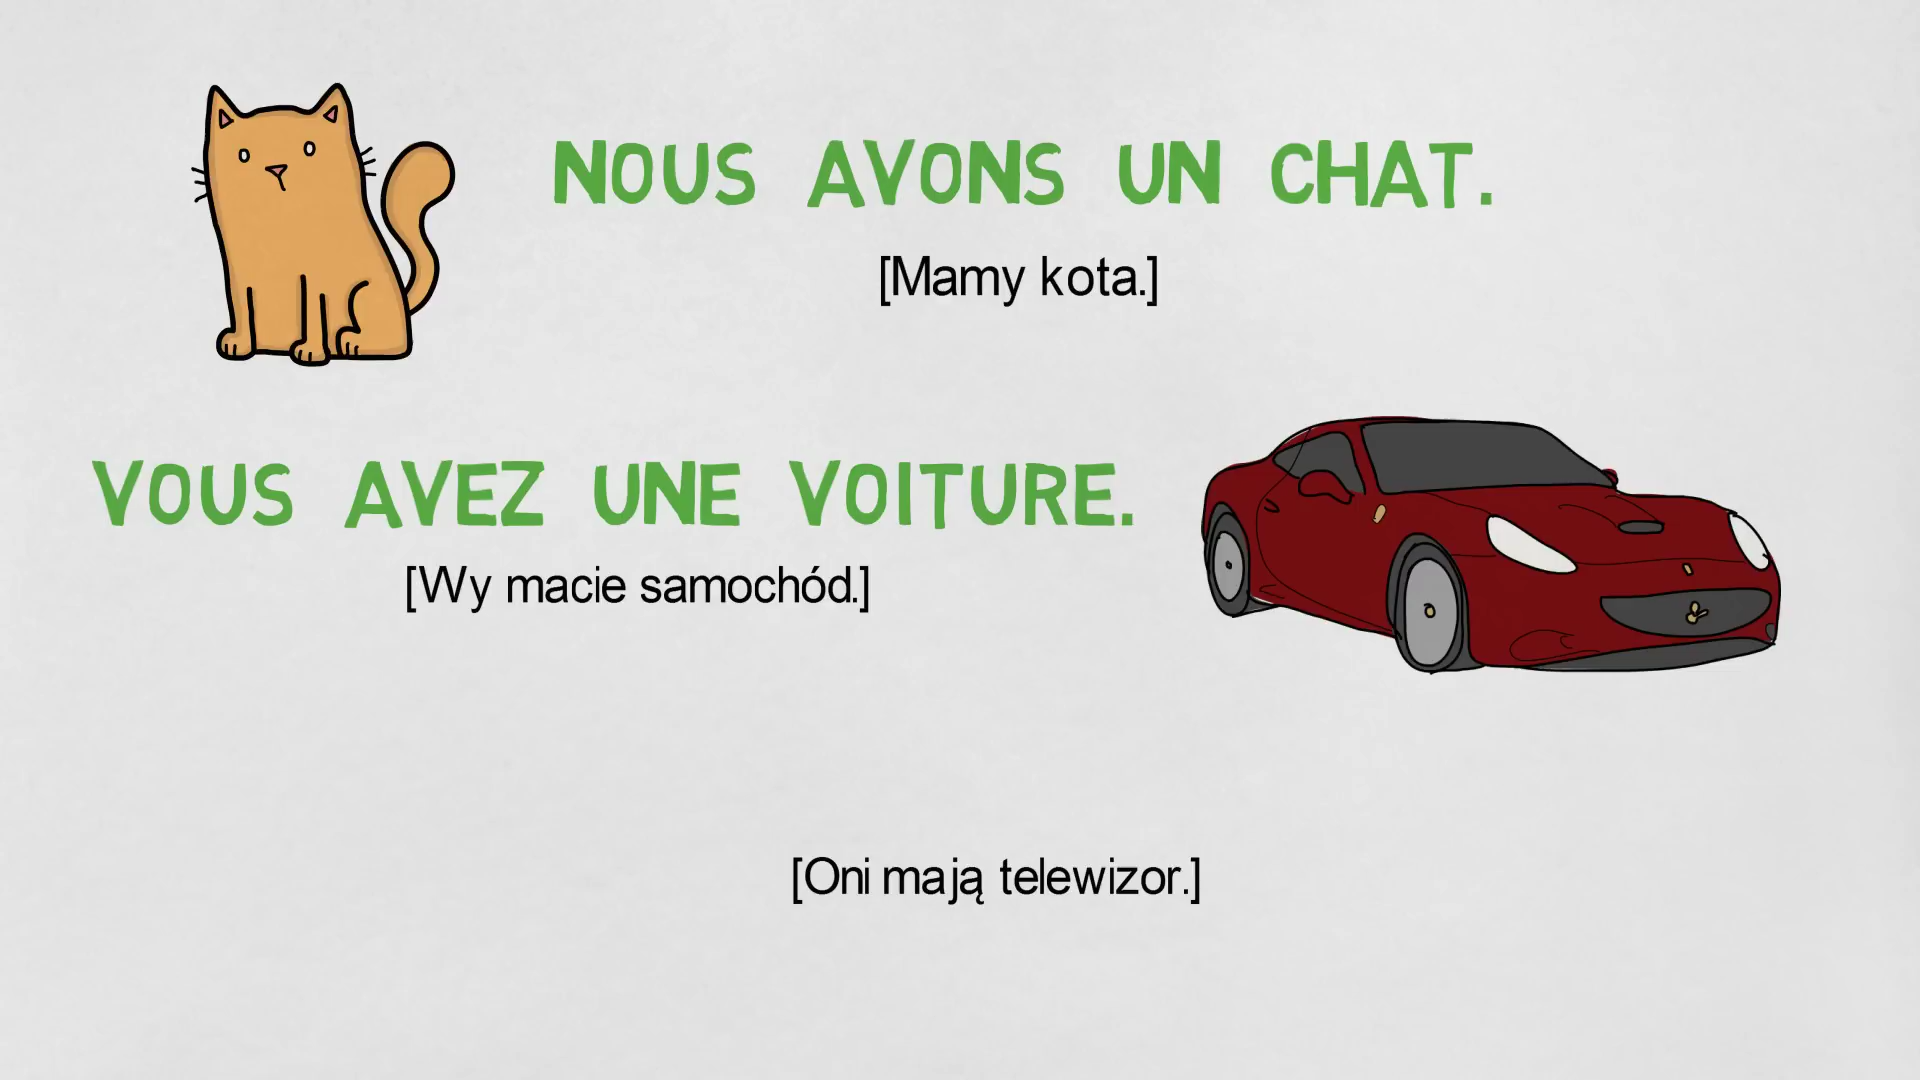 NOUS AVONS UN CHAT.
[Mamy kota.]
VOUS AVEZ UNE VOITURE.
[Wy macie samochód.]
[Oni mają telewizor.]